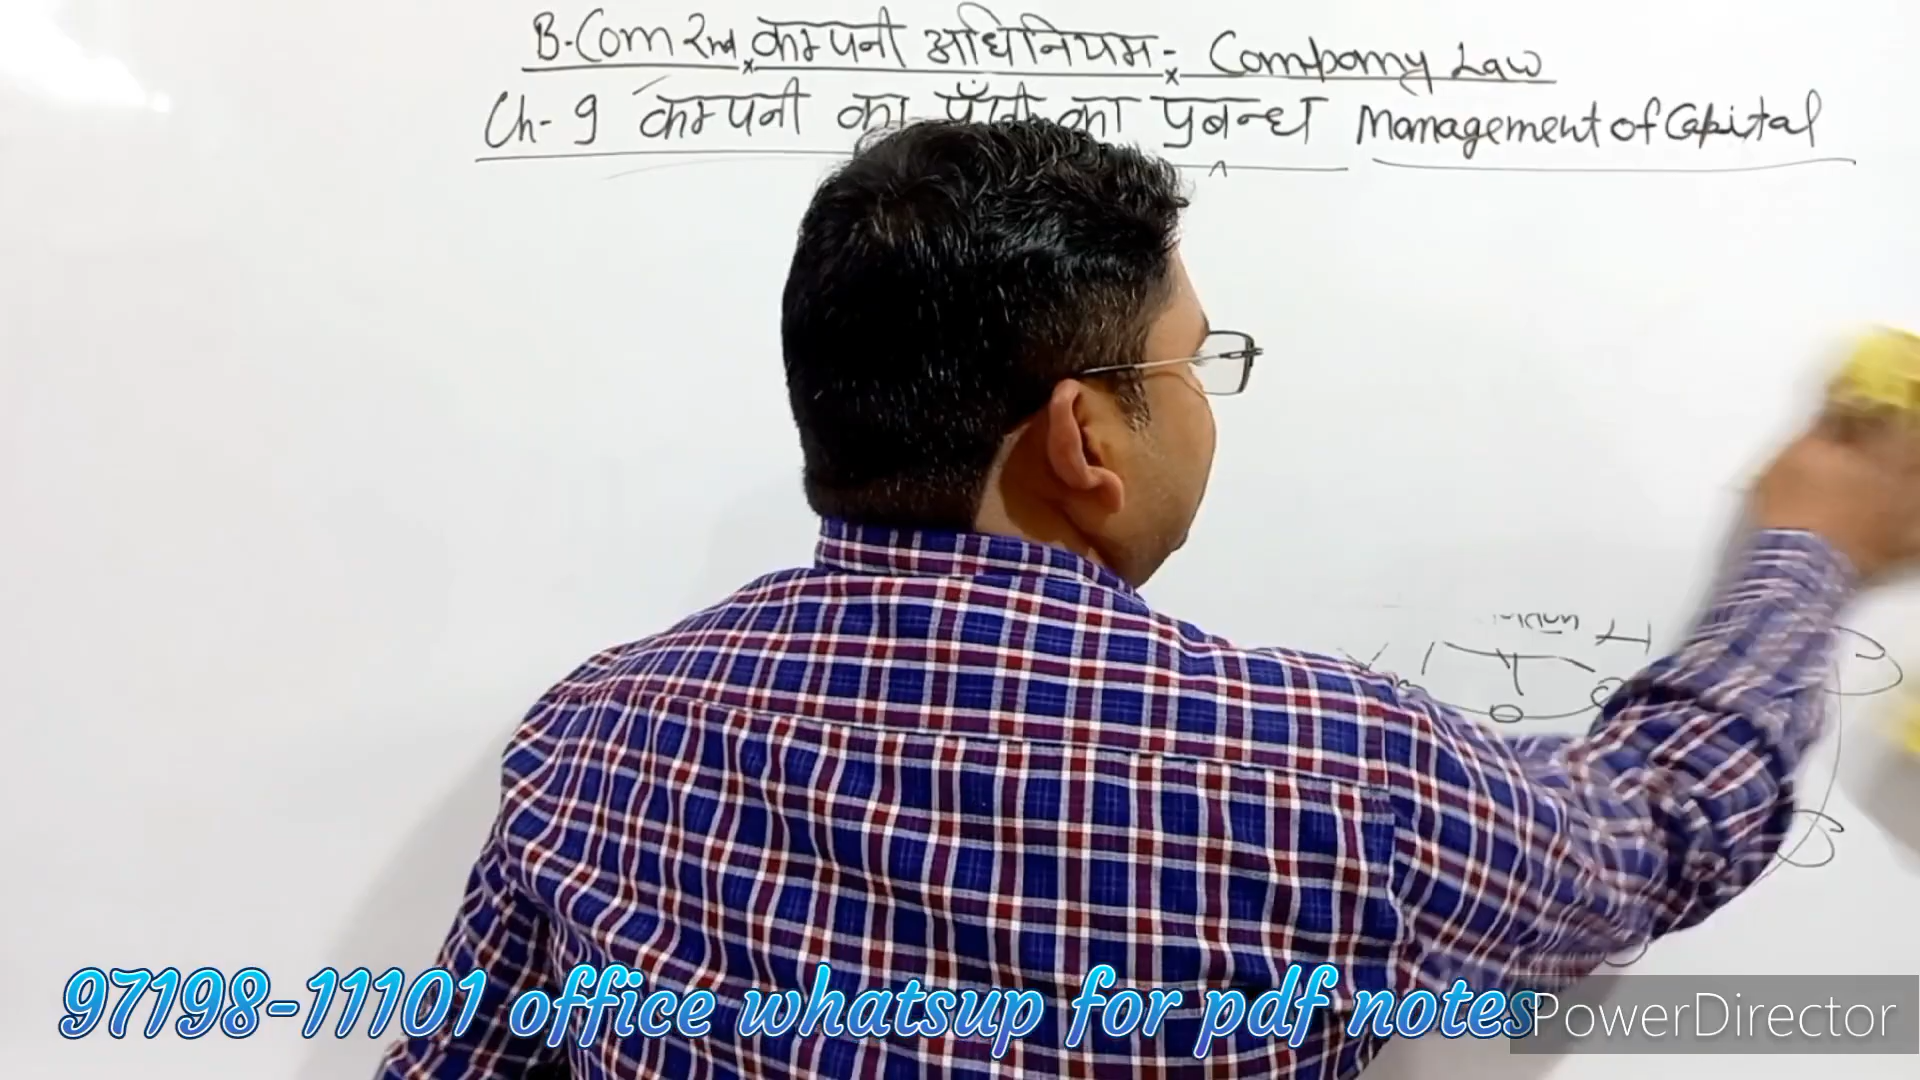 B.Com 2nd कम्पनी अधिनियम:- Company Law
Ch-9 कम्पनी का पूँजी का प्रबन्ध Management of Capital
97198-11101 office whatsup for pdf notes
PowerDirector